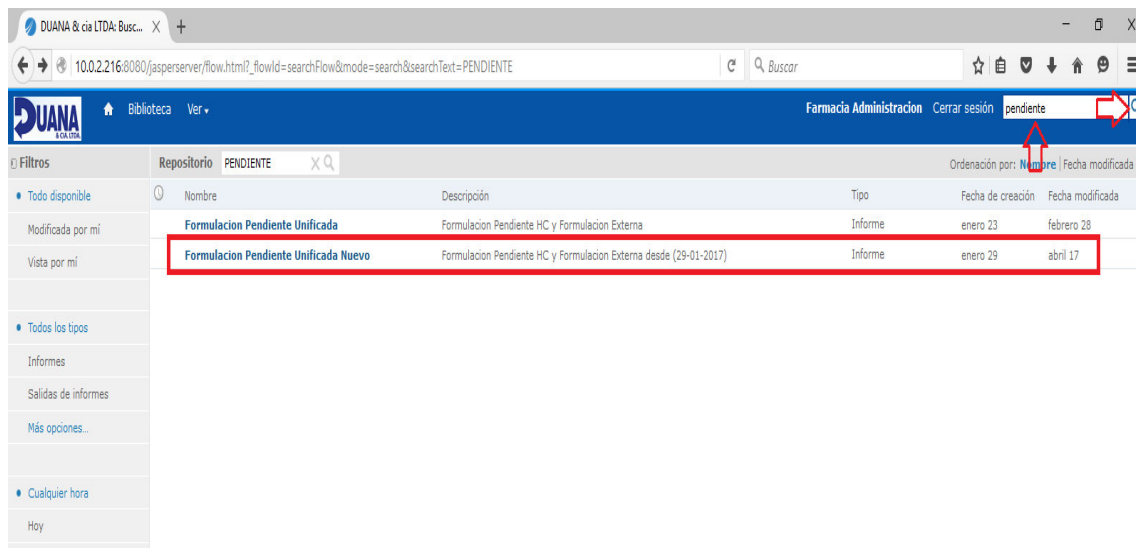 DUANA & cia LTDA: Busc...
10.0.2.216:8080/jasperserver/flow.html?_flowId=searchFlow&mode=search&searchText=PENDIENTE
Buscar
DUANA
& CIA. LTDA.
Biblioteca Ver
Farmacia Administracion Cerrar sesión pendiente
Filtros
Repositorio PENDIENTE
Ordenación por: Nombre | Fecha modificada
Todo disponible
Nombre Descripción Tipo Fecha de creación Fecha modificada
Modificada por mí
Formulacion Pendiente Unificada Formulacion Pendiente HC y Formulacion Externa Informe enero 23 febrero 28
Vista por mí
Formulacion Pendiente Unificada Nuevo Formulacion Pendiente HC y Formulacion Externa desde (29-01-2017) Informe enero 29 abril 17
Todos los tipos
Informes
Salidas de informes
Más opciones...
Cualquier hora
Hoy